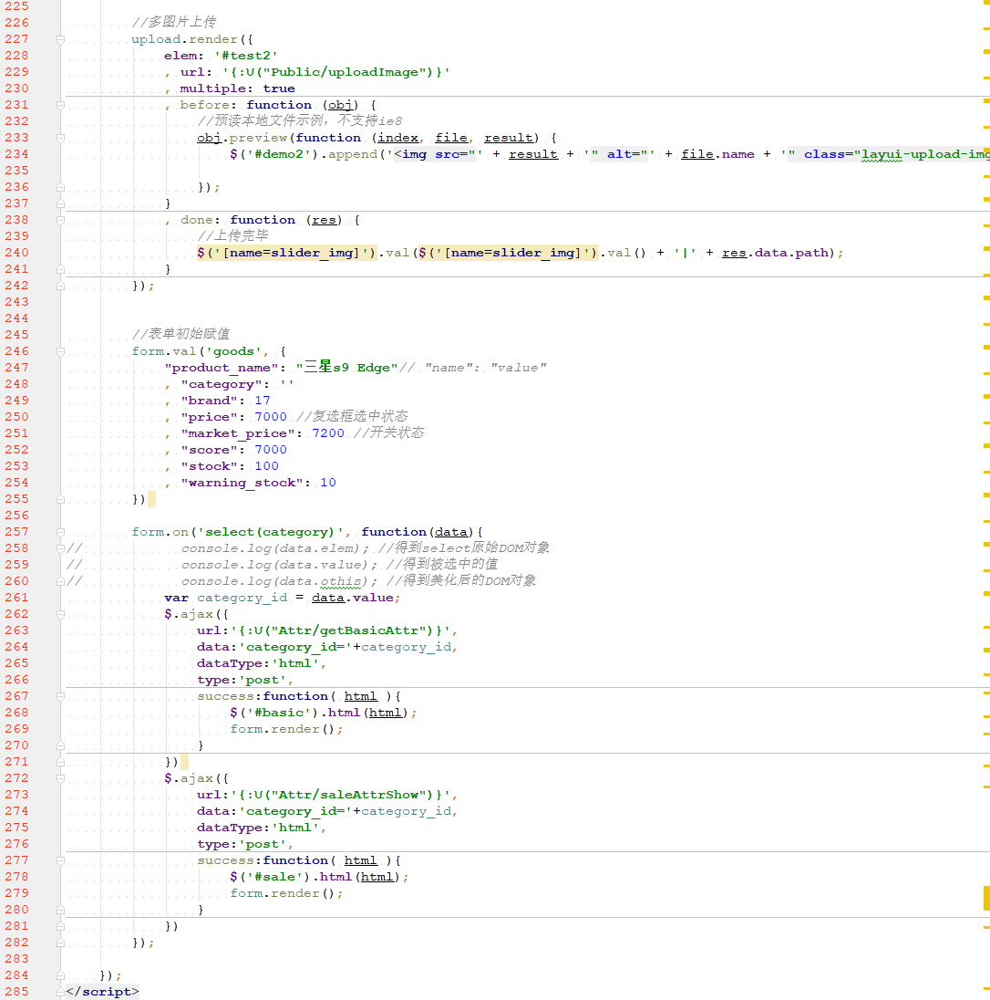 225
226 //多图片上传
227 upload.render({
228 elem: '#test2'
229 , url: '{:U("Public/uploadImage")}'
230 , multiple: true
231 , before: function (obj) {
232 //预读本地文件示例，不支持ie8
233 obj.preview(function (index, file, result) {
234 $('#demo2').append('<img src="' + result + '" alt="' + file.name + '" class="layui-upload-img
235
236 });
237 }
238 , done: function (res) {
239 //上传完毕
240 $('[name=slider_img]').val($('[name=slider_img]').val() + '|' + res.data.path);
241 }
242 });
243
244
245 //表单初始赋值
246 form.val('goods', {
247 "product_name": "三星s9 Edge"// "name": "value"
248 , "category": ''
249 , "brand": 17
250 , "price": 7000 //复选框选中状态
251 , "market_price": 7200 //开关状态
252 , "score": 7000
253 , "stock": 100
254 , "warning_stock": 10
255 })
256
257 form.on('select(category)', function(data){
258 // console.log(data.elem); //得到select原始DOM对象
259 // console.log(data.value); //得到被选中的值
260 // console.log(data.othis); //得到美化后的DOM对象
261 var category_id = data.value;
262 $.ajax({
263 url:'{:U("Attr/getBasicAttr")}',
264 data:'category_id='+category_id,
265 dataType:'html',
266 type:'post',
267 success:function( html ){
268 $('#basic').html(html);
269 form.render();
270 }
271 })
272 $.ajax({
273 url:'{:U("Attr/saleAttrShow")}',
274 data:'category_id='+category_id,
275 dataType:'html',
276 type:'post',
277 success:function( html ){
278 $('#sale').html(html);
279 form.render();
280 }
281 })
282 });
283
284 });
285 </script>